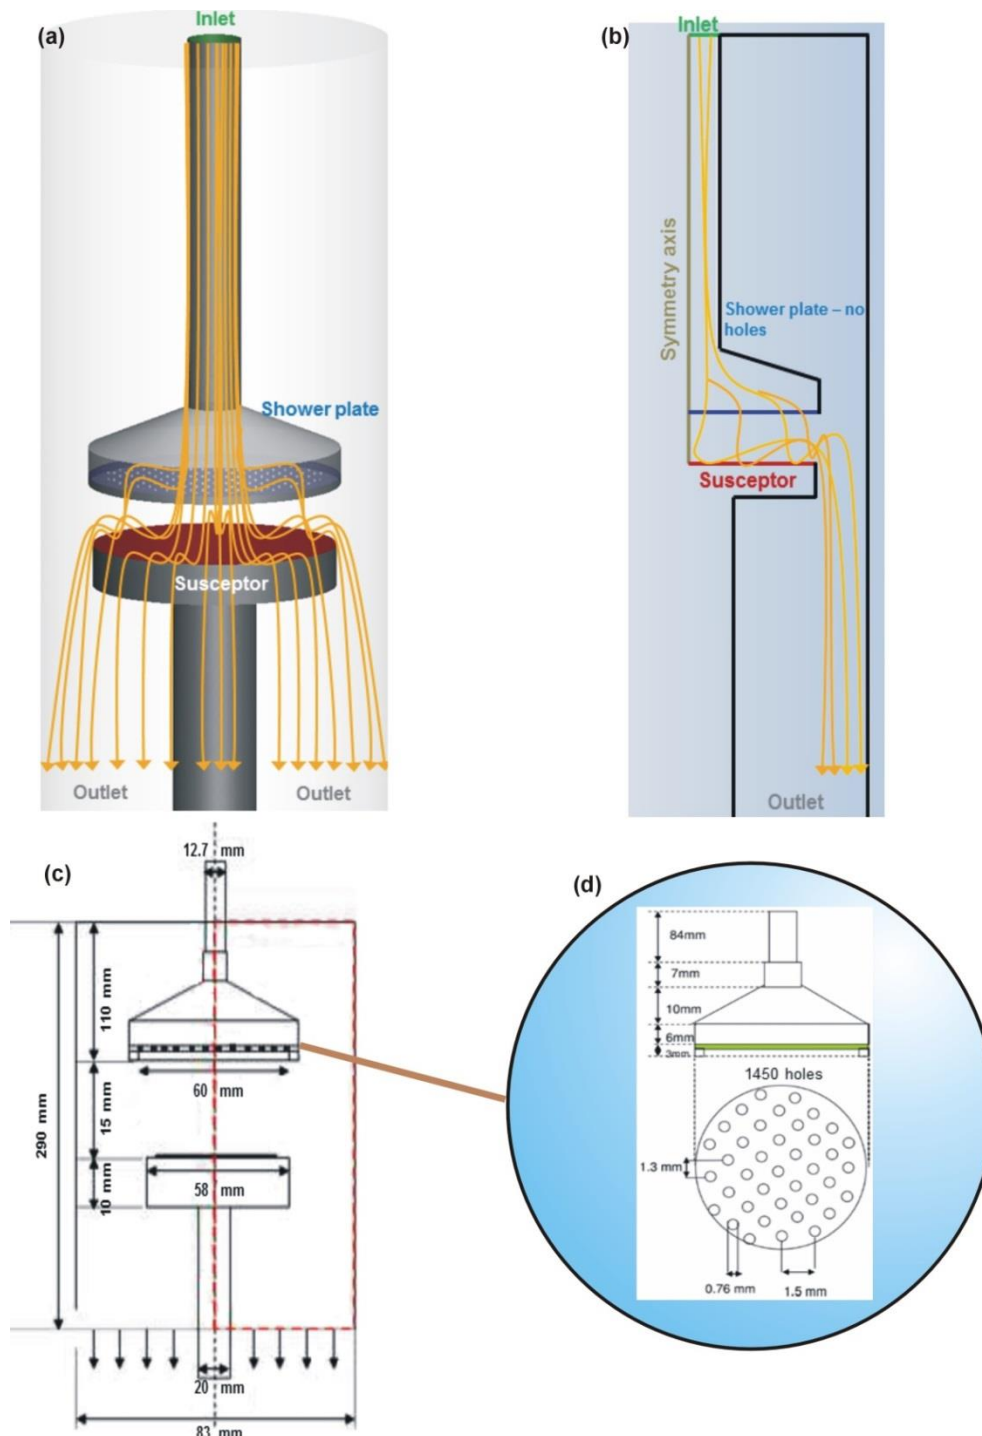 (a)
Inlet
Shower plate
Susceptor
Outlet
Outlet
(b)
Inlet
Symmetry axis
Shower plate – no
holes
Susceptor
Outlet
(c)
12.7 mm
110 mm
290 mm
60 mm
15 mm
10 mm
58 mm
20 mm
83 mm
(d)
84mm
7mm
10mm
6mm
3mm
1450 holes
1.3 mm
0.76 mm
1.5 mm